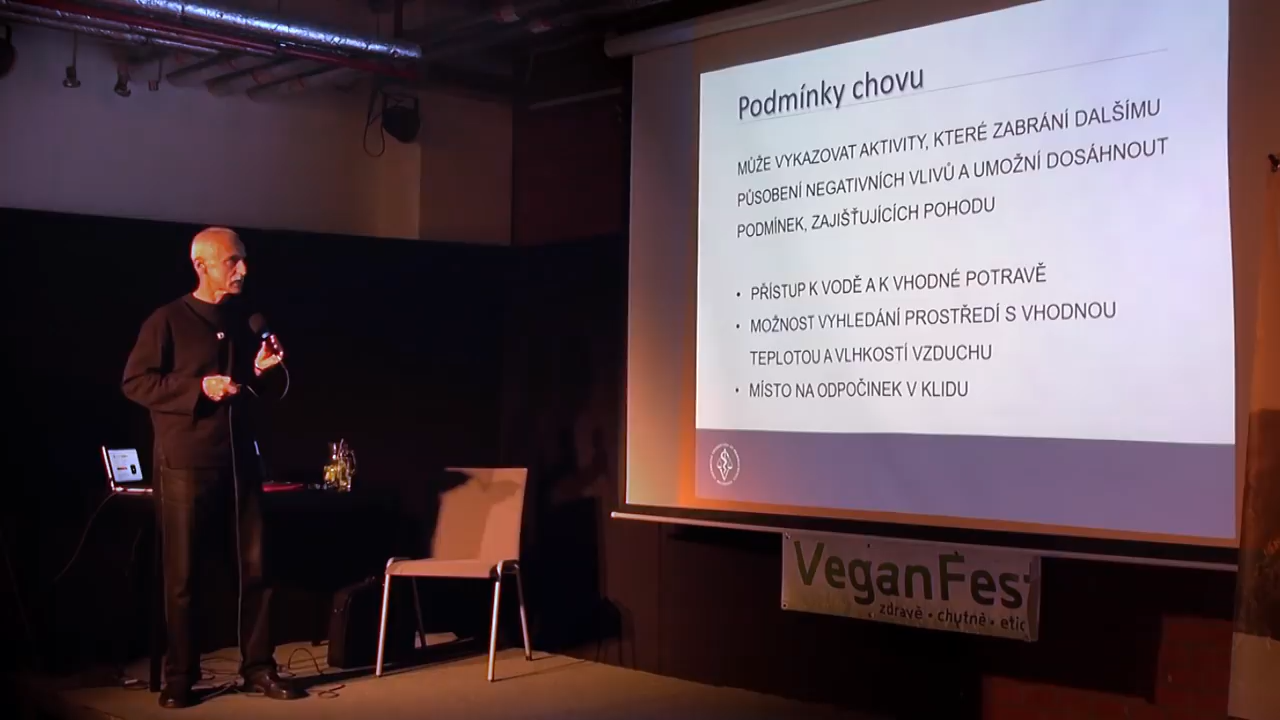 Podmínky chovu
MŮŽE VYKAZOVAT AKTIVITY, KTERÉ ZABRÁNÍ DALŠÍMU
PŮSOBENÍ NEGATIVNÍCH VLIVŮ A UMOŽNÍ DOSÁHNOUT
PODMÍNEK, ZAJIŠŤUJÍCÍCH POHODU
• PŘÍSTUP K VODĚ A K VHODNÉ POTRAVĚ
• MOŽNOST VYHLEDÁNÍ PROSTŘEDÍ S VHODNOU
TEPLOTOU A VLHKOSTÍ VZDUCHU
• MÍSTO NA ODPOČINEK V KLIDU
VeganFest
zdravě • chutně • etic